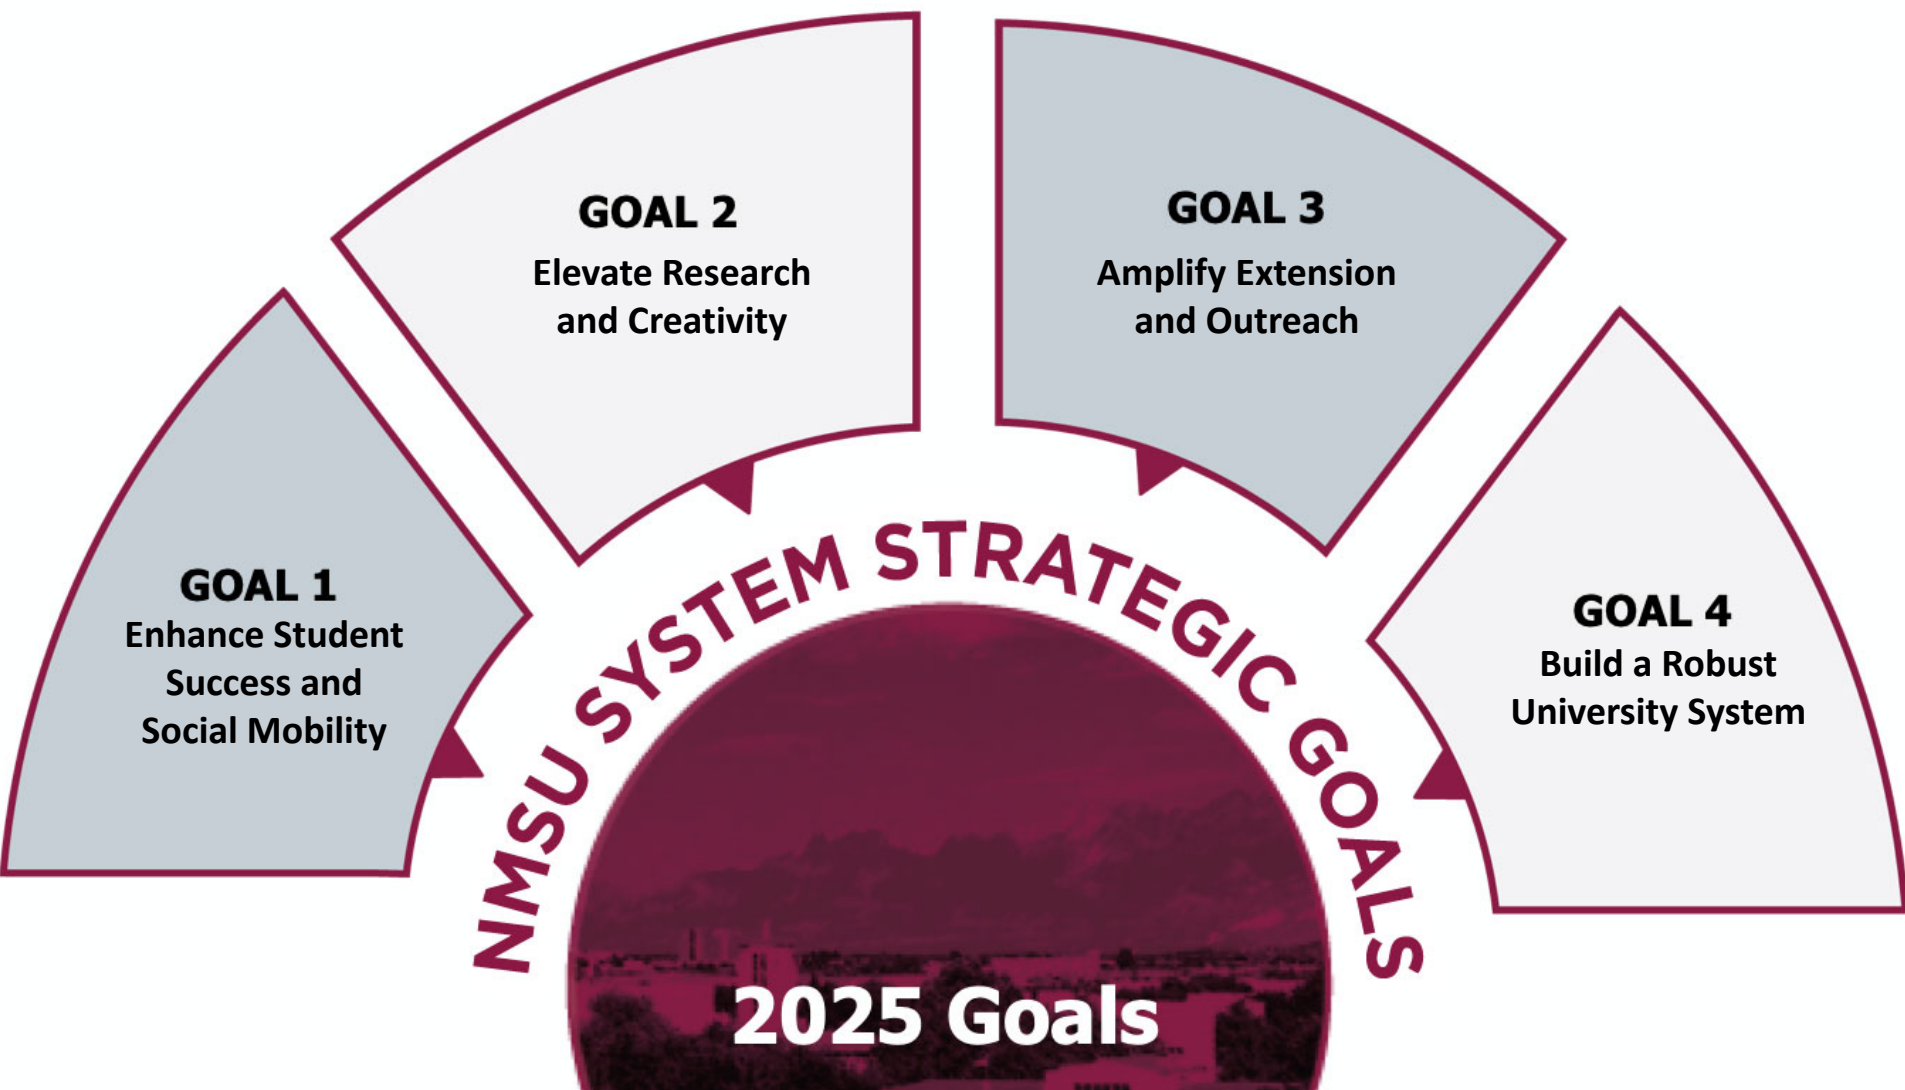 GOAL 1
Enhance Student
Success and
Social Mobility
GOAL 2
Elevate Research
and Creativity
GOAL 3
Amplify Extension
and Outreach
GOAL 4
Build a Robust
University System
NMSU SYSTEM STRATEGIC GOALS
2025 Goals